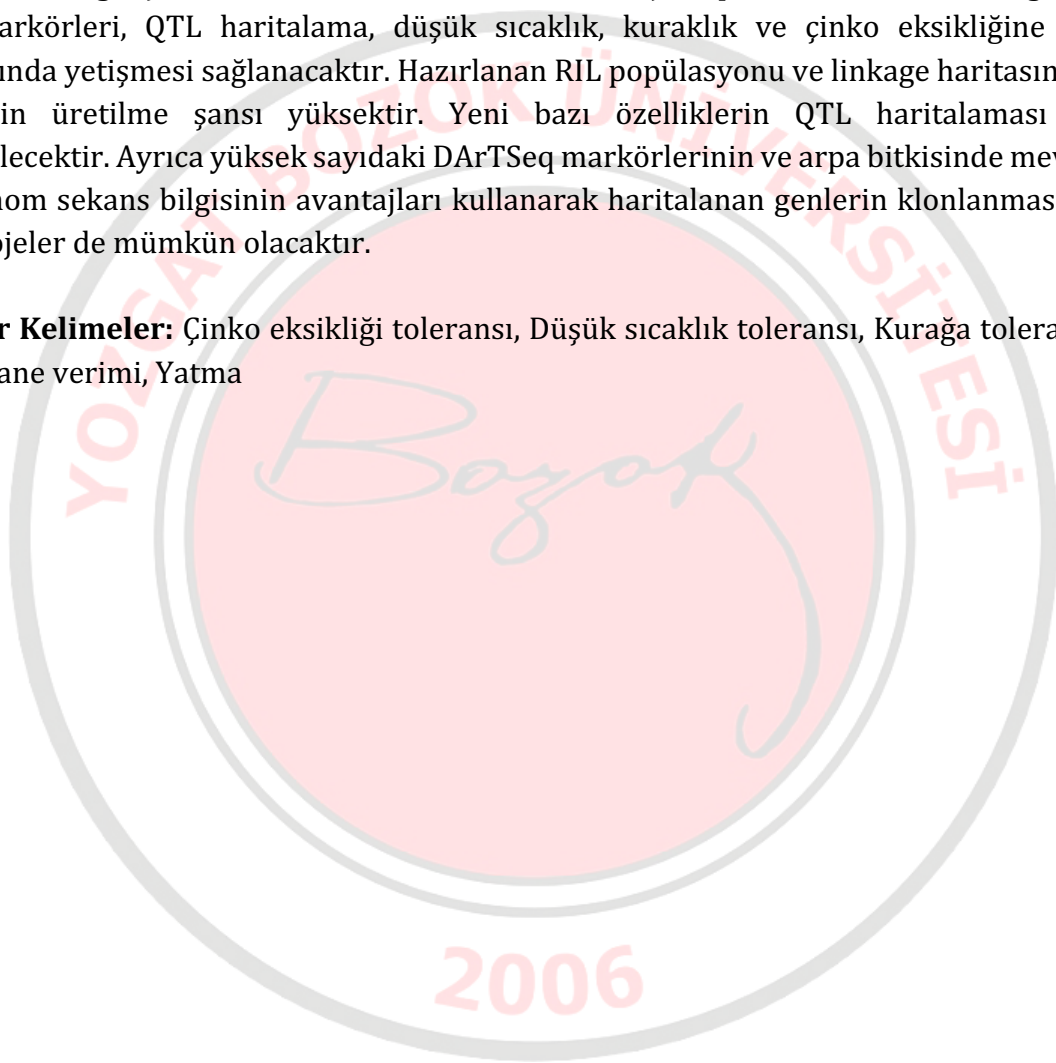 arkörleri, QTL haritalama, düşük sıcaklık, kuraklık ve çinko eksikliğine
ında yetişmesi sağlanacaktır. Hazırlanan RIL popülasyonu ve linkage haritasın
in üretilme şansı yüksektir. Yeni bazı özelliklerin QTL haritalaması
lecektir. Ayrıca yüksek sayıdaki DArTSeq markörlerinin ve arpa bitkisinde mev
nom sekans bilgisinin avantajları kullanarak haritalanan genlerin klonlanmas
ojeler de mümkün olacaktır.
r Kelimeler: Çinko eksikliği toleransı, Düşük sıcaklık toleransı, Kurağa tolera
ane verimi, Yatma
YOZGAT BOZOK ÜNİVERSİTESİ
Bozok
2006